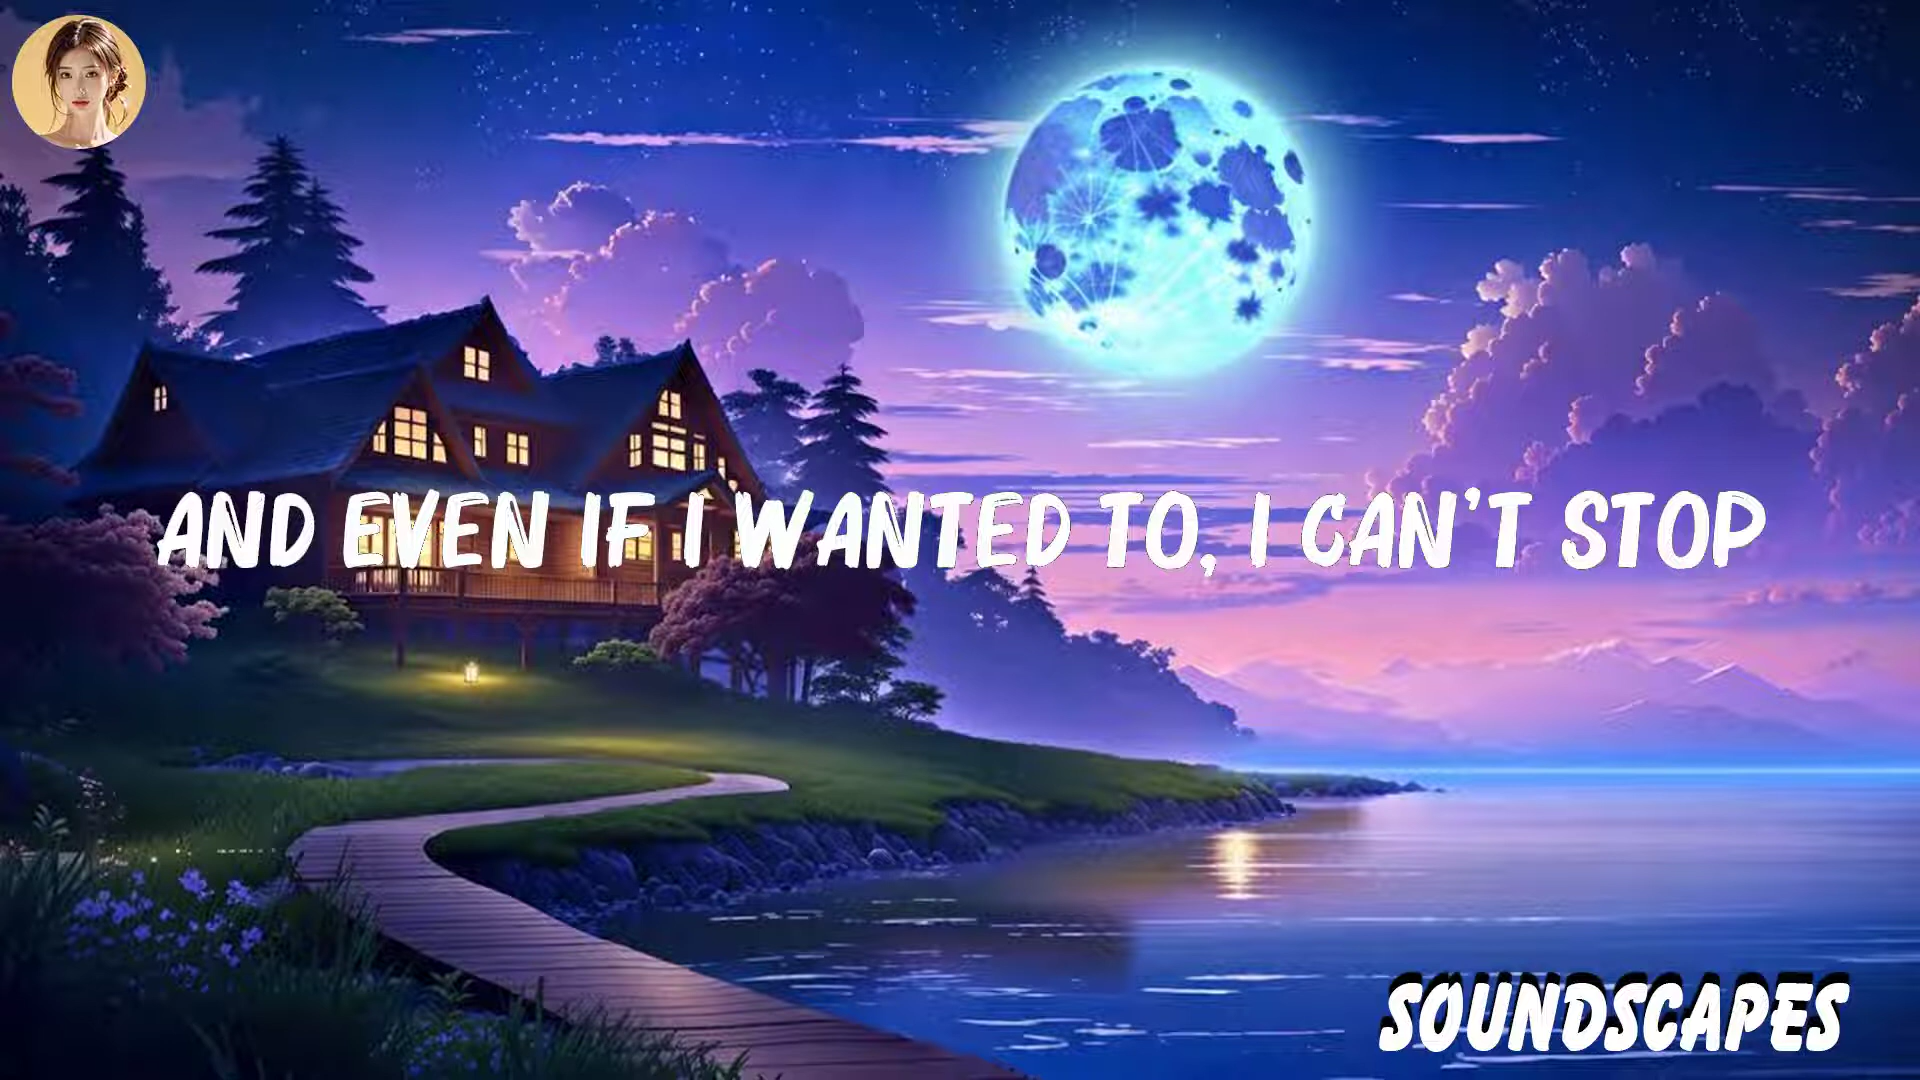 AND EVEN IF I WANTED TO, I CAN'T STOP
SOUNDSCAPES